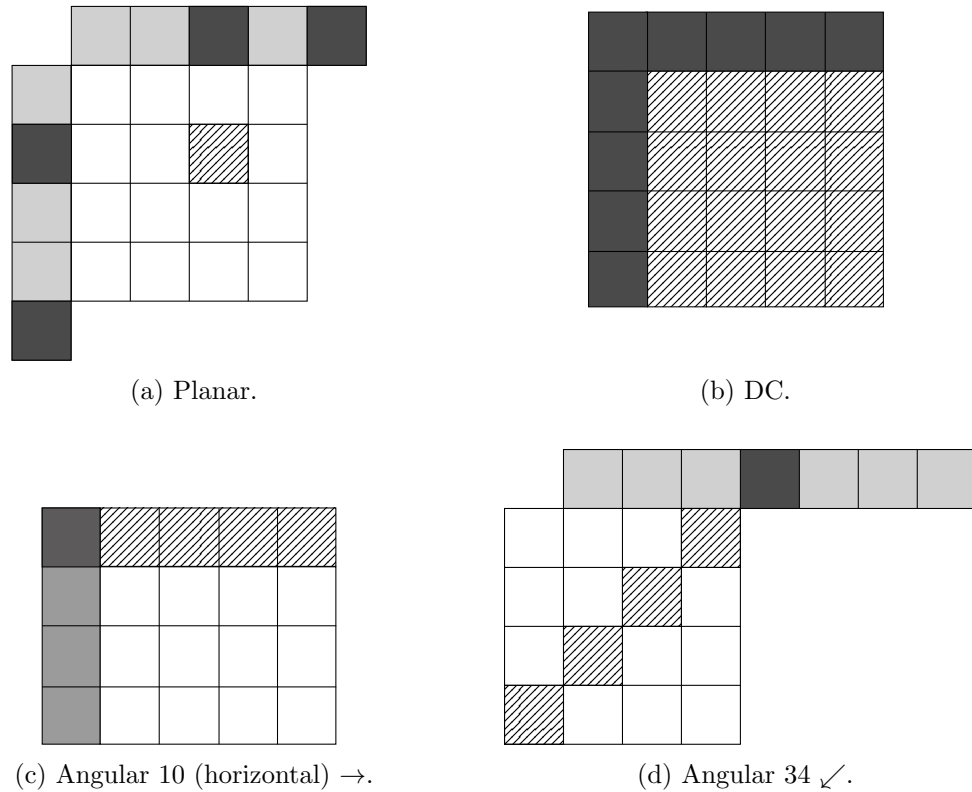 (a) Planar.
(b) DC.
(c) Angular 10 (horizontal) →.
(d) Angular 34 ↙.